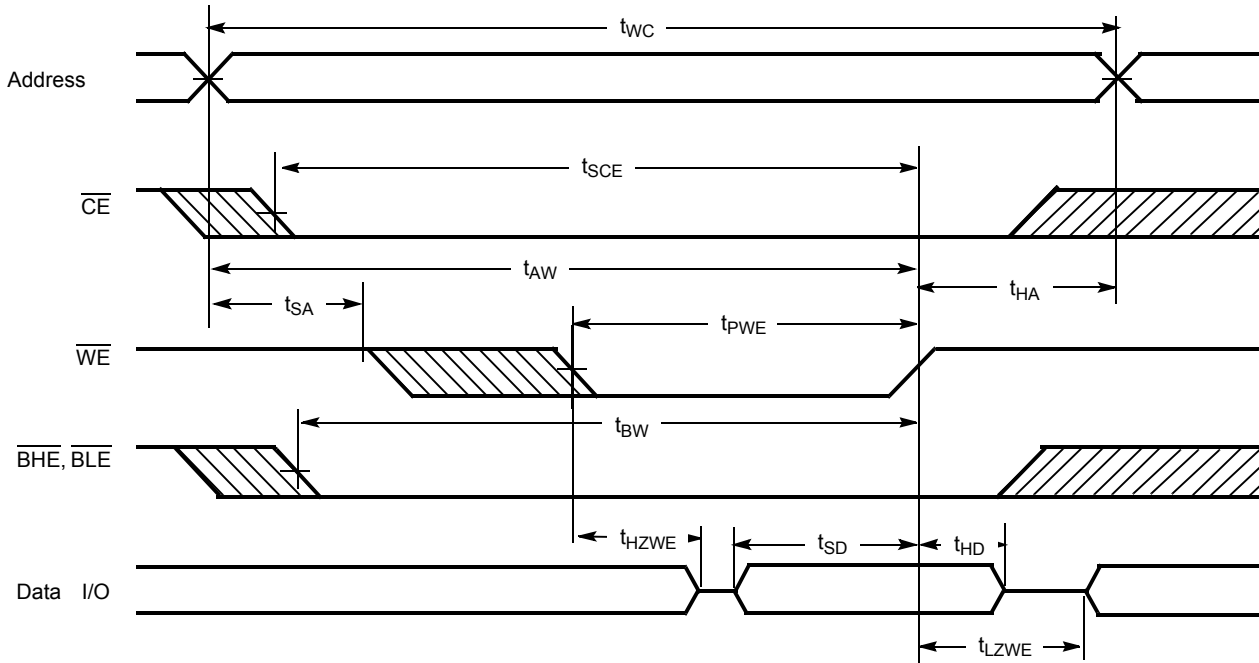 tWC
Address
tSCE
CE
tAW
tHA
tSA
tPWE
WE
tBW
BHE, BLE
tHZWE
tSD
tHD
Data I/O
tLZWE